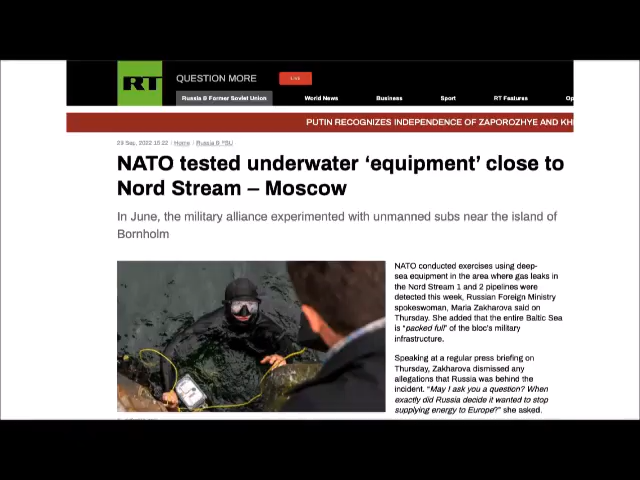 RT
QUESTION MORE
LIVE
Russia & Former Soviet Union
World News
Business
Sport
RT Features
PUTIN RECOGNIZES INDEPENDENCE OF ZAPOROZHYE AND
29 Sep, 2022 15:22 / Home / Russia & FSU
NATO tested underwater ‘equipment’ close to
Nord Stream – Moscow
In June, the military alliance experimented with unmanned subs near the island of
Bornholm
NATO conducted exercises using deep-
sea equipment in the area where gas leaks in
the Nord Stream 1 and 2 pipelines were
detected this week, Russian Foreign Ministry
spokeswoman, Maria Zakharova said on
Thursday. She added that the entire Baltic Sea
is “packed full” of the bloc’s military
infrastructure.
Speaking at a regular press briefing on
Thursday, Zakharova dismissed any
allegations that Russia was behind the
incident. “May I ask you a question? When
exactly did Russia decide it wanted to stop
supplying energy to Europe?” she asked.